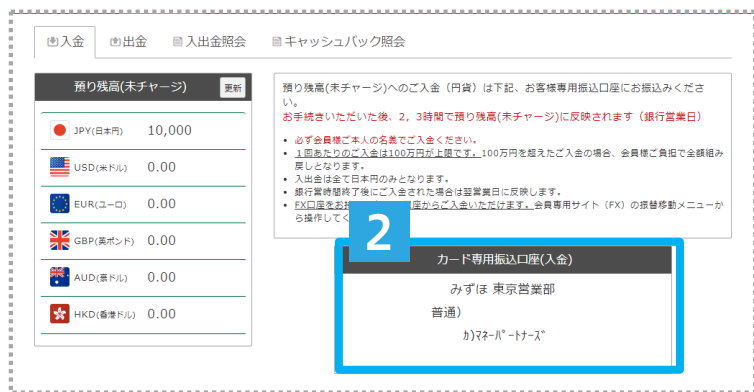 入金 出金 入出金照会 キャッシュバック照会
預り残高(未チャージ) 更新
JPY(日本円) 10,000
USD(米ドル) 0.00
EUR(ユーロ) 0.00
GBP(英ポンド) 0.00
AUD(豪ドル) 0.00
HKD(香港ドル) 0.00
預り残高(未チャージ)へのご入金（円貨）は下記、お客様専用振込口座にお振込みくださ
い。
お手続きいただいた後、2，3時間で預り残高(未チャージ)に反映されます（銀行営業日）
• 必ず会員様ご本人の名義でご入金ください。
• 1回あたりのご入金は100万円が上限です。100万円を超えたご入金の場合、会員様ご負担で全額組み
戻しとなります。
• 入出金は全て日本円のみとなります。
• 銀行営時間終了後にご入金された場合は翌営業日に反映します。
• FX口座をお 座からご入金いただけます。会員専用サイト（FX）の振替移動メニューか
ら操作してく
2
カード専用振込口座(入金)
みずほ 東京営業部
普通）
カ)マネーパートナーズ